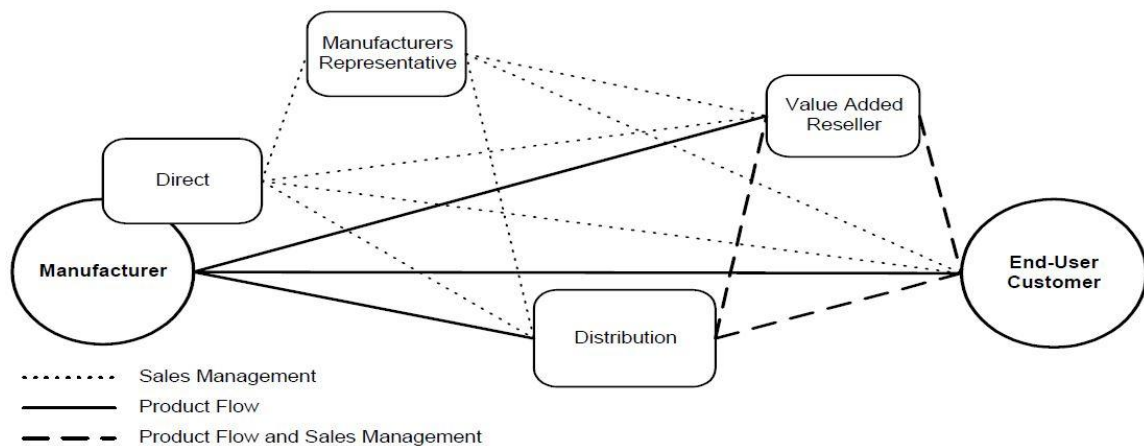 Manufacturers
Representative
Value Added
Reseller
Direct
Manufacturer
End-User
Customer
Distribution
Sales Management
Product Flow
Product Flow and Sales Management